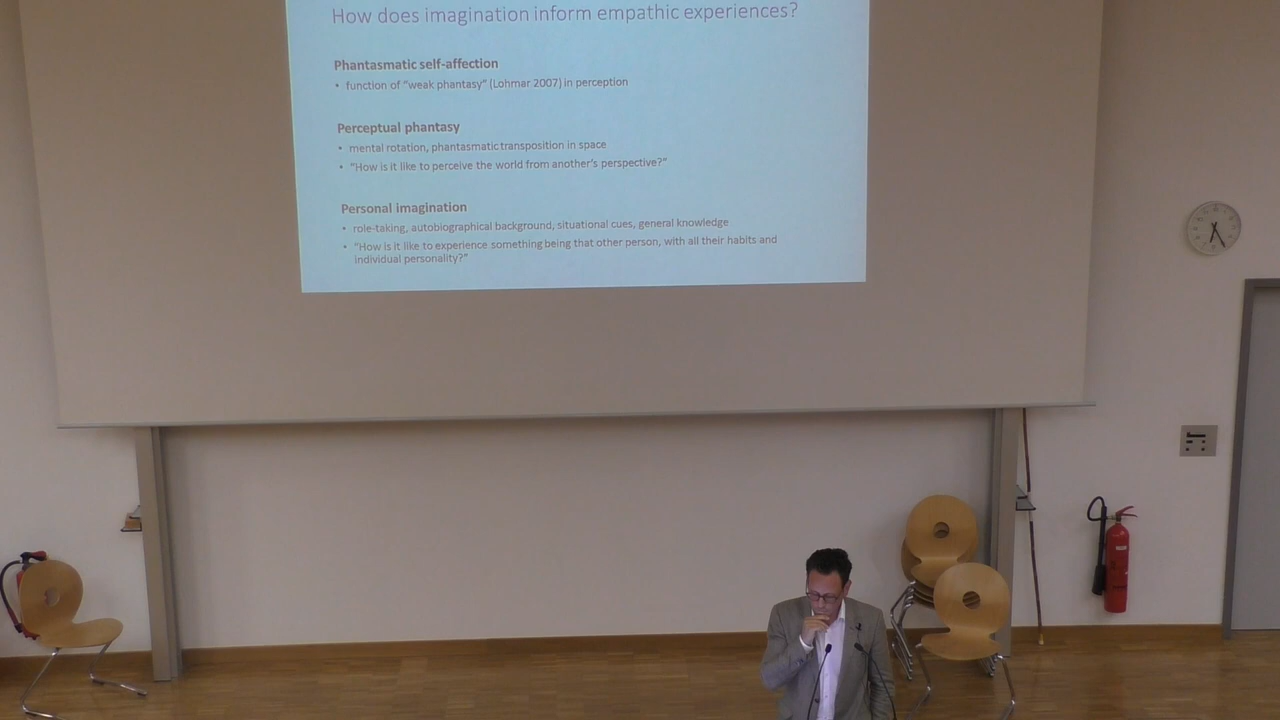 How does imagination inform empathic experiences?
Phantasmatic self-affection
• function of "weak phantasy" (Lohmar 2007) in perception
Perceptual phantasy
• mental rotation, phantasmatic transposition in space
• "How is it like to perceive the world from another's perspective?"
Personal imagination
• role-taking, autobiographical background, situational cues, general knowledge
• "How is it like to experience something being that other person, with all their habits and
individual personality?"